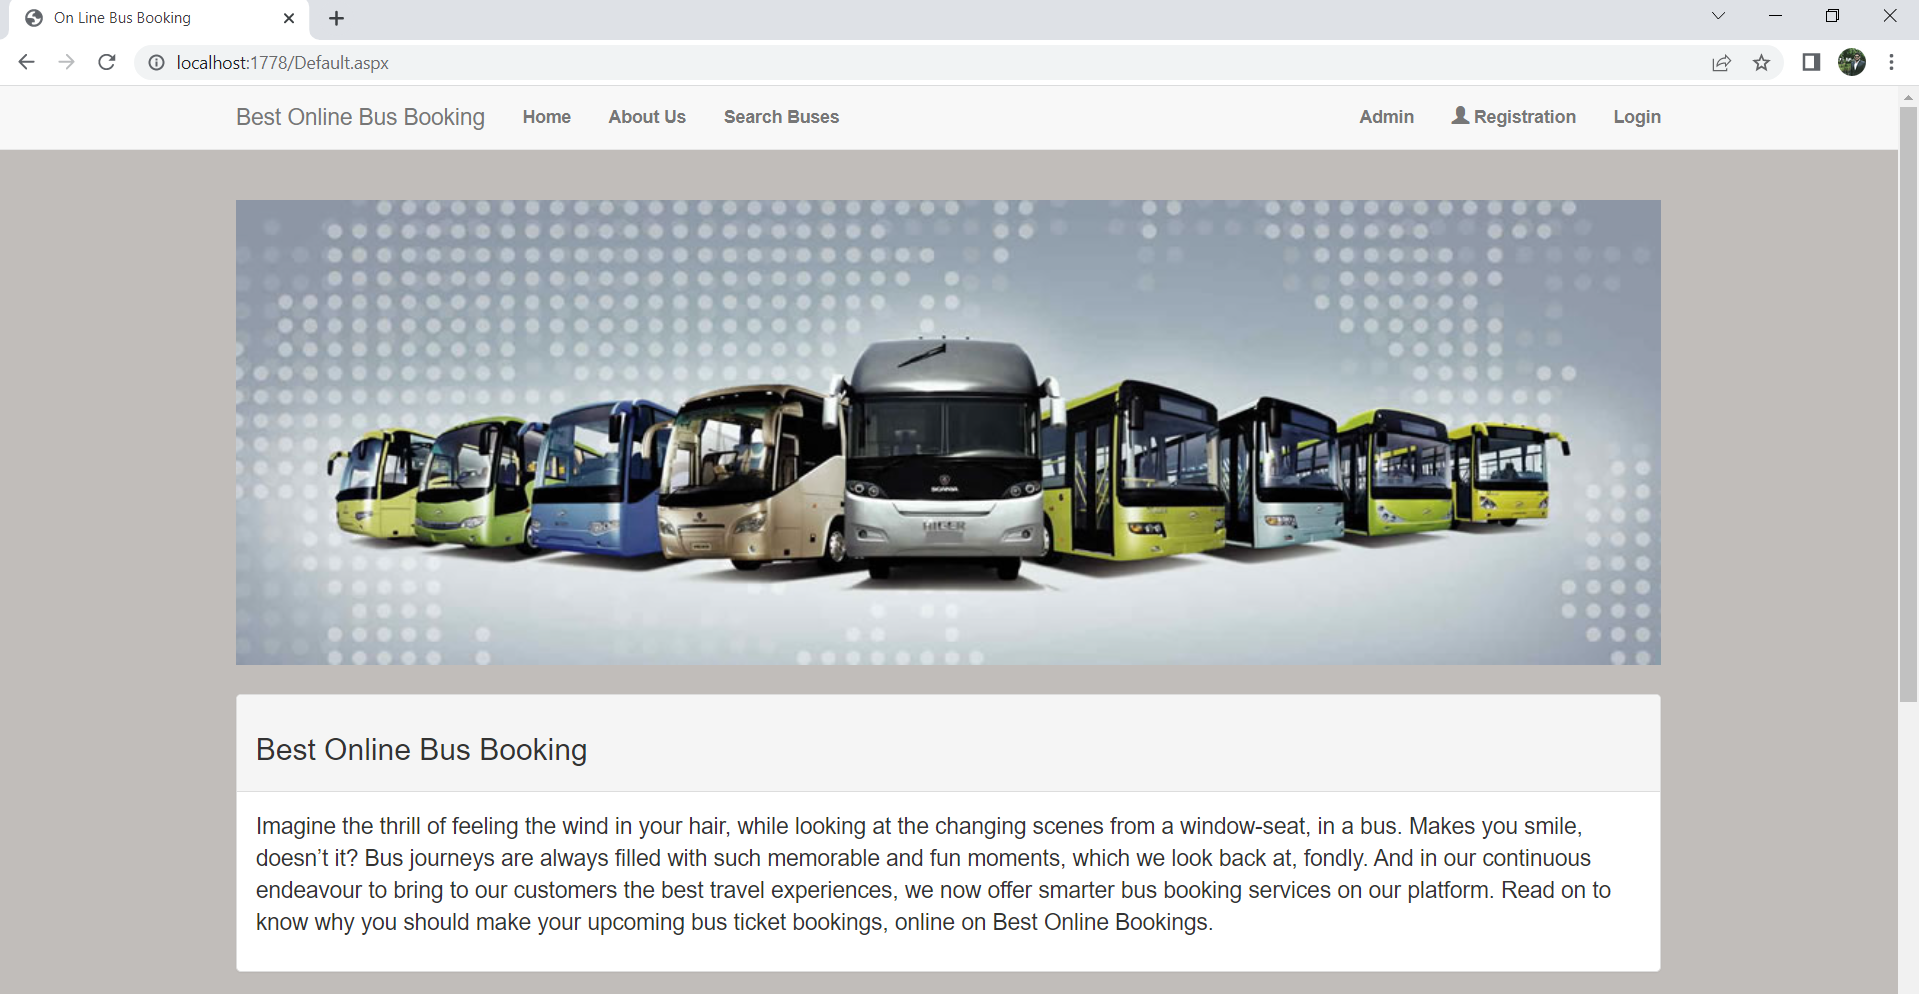 On Line Bus Booking
localhost:1778/Default.aspx
Best Online Bus Booking Home About Us Search Buses Admin Registration Login
SCANIA
HIGER
Best Online Bus Booking
Imagine the thrill of feeling the wind in your hair, while looking at the changing scenes from a window-seat, in a bus. Makes you smile,
doesn’t it? Bus journeys are always filled with such memorable and fun moments, which we look back at, fondly. And in our continuous
endeavour to bring to our customers the best travel experiences, we now offer smarter bus booking services on our platform. Read on to
know why you should make your upcoming bus ticket bookings, online on Best Online Bookings.